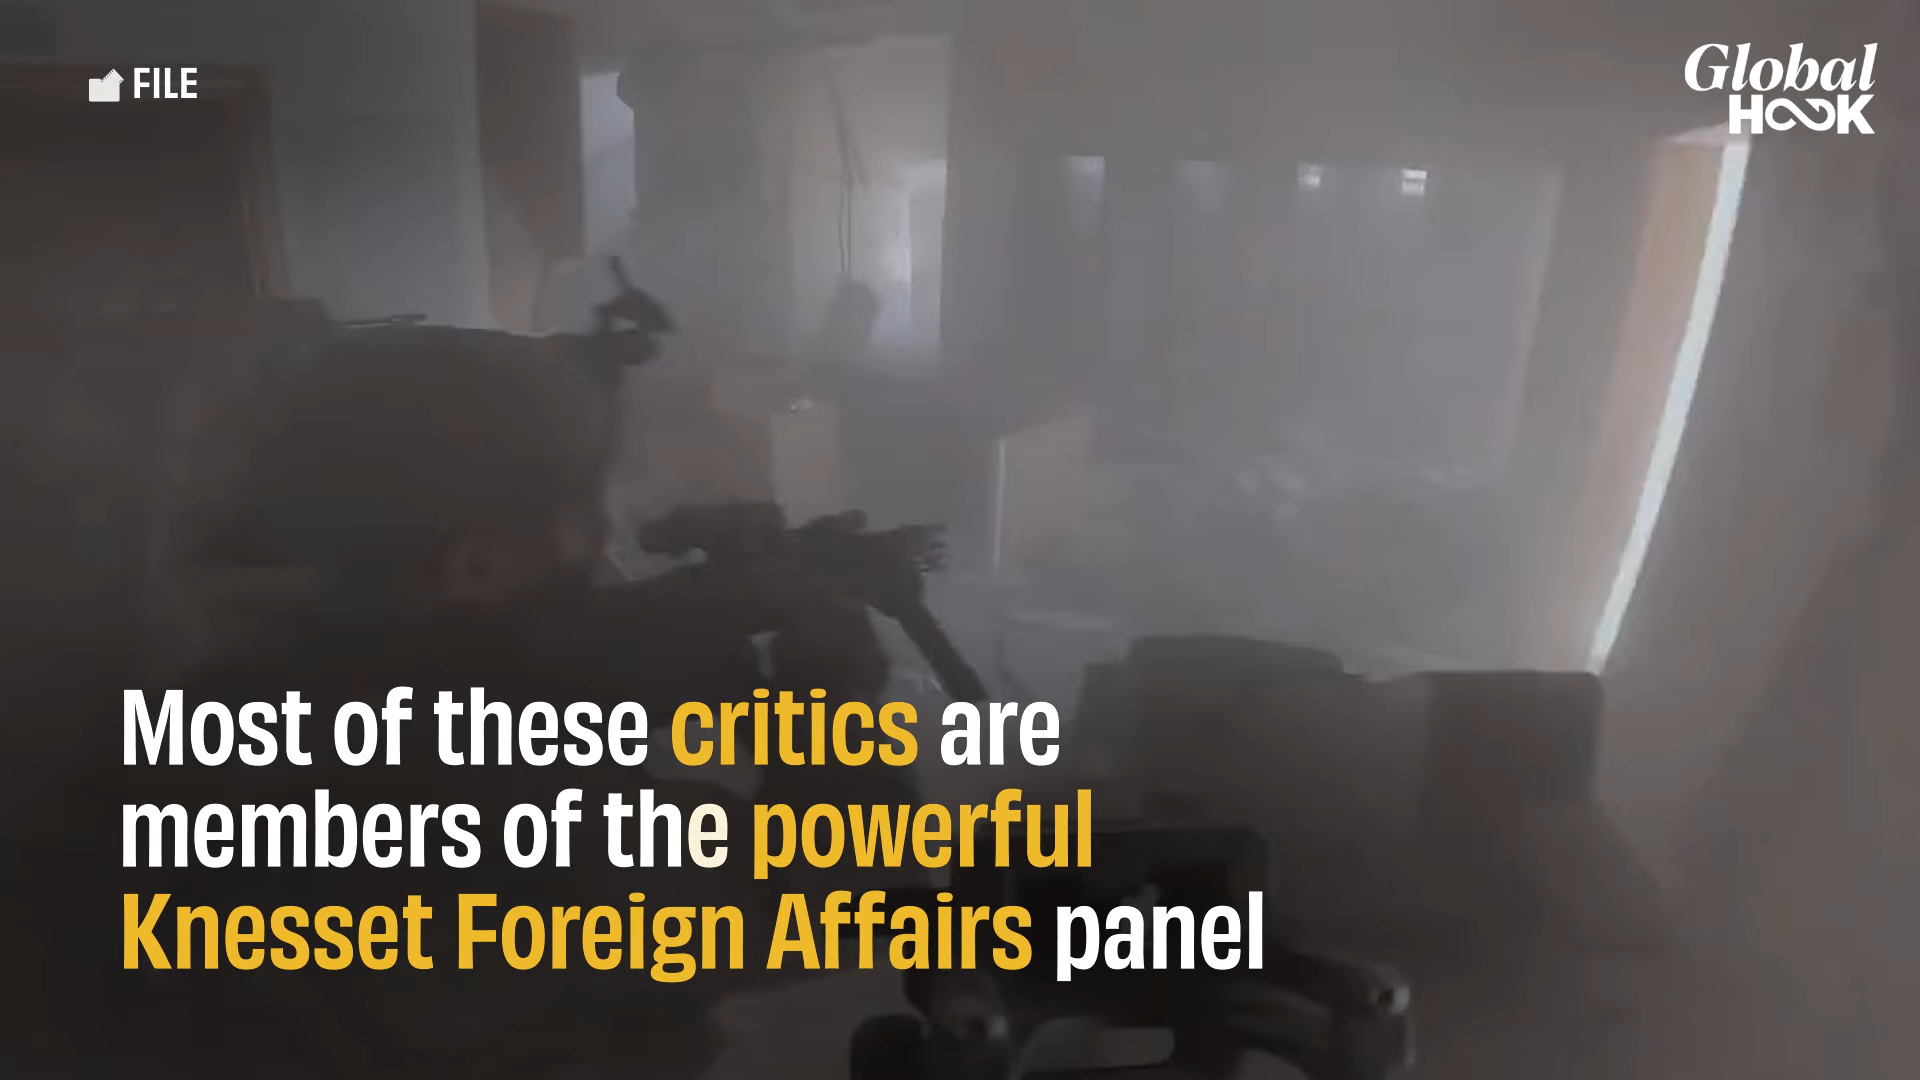 FILE
Global
HOOK
Most of these critics are
members of the powerful
Knesset Foreign Affairs panel